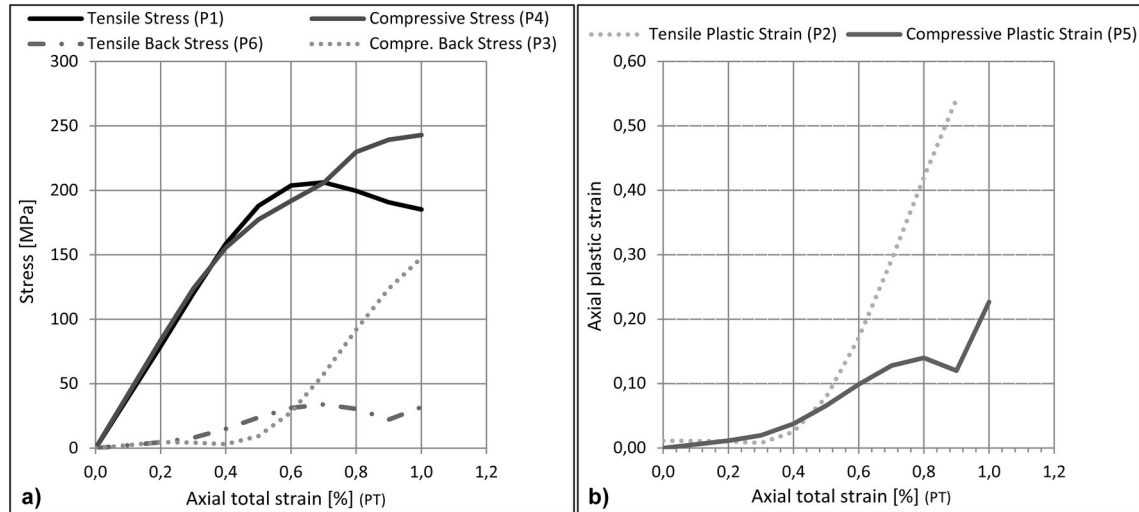 Tensile Stress (P1)
Compressive Stress (P4)
Tensile Back Stress (P6)
Compre. Back Stress (P3)
300
250
200
150
100
50
0
Stress [MPa]
0,0 0,2 0,4 0,6 0,8 1,0 1,2
Axial total strain [%] (PT)
a)
Tensile Plastic Strain (P2)
Compressive Plastic Strain (P5)
0,60
0,50
0,40
0,30
0,20
0,10
0,00
Axial plastic strain
0,0 0,2 0,4 0,6 0,8 1,0 1,2
Axial total strain [%] (PT)
b)